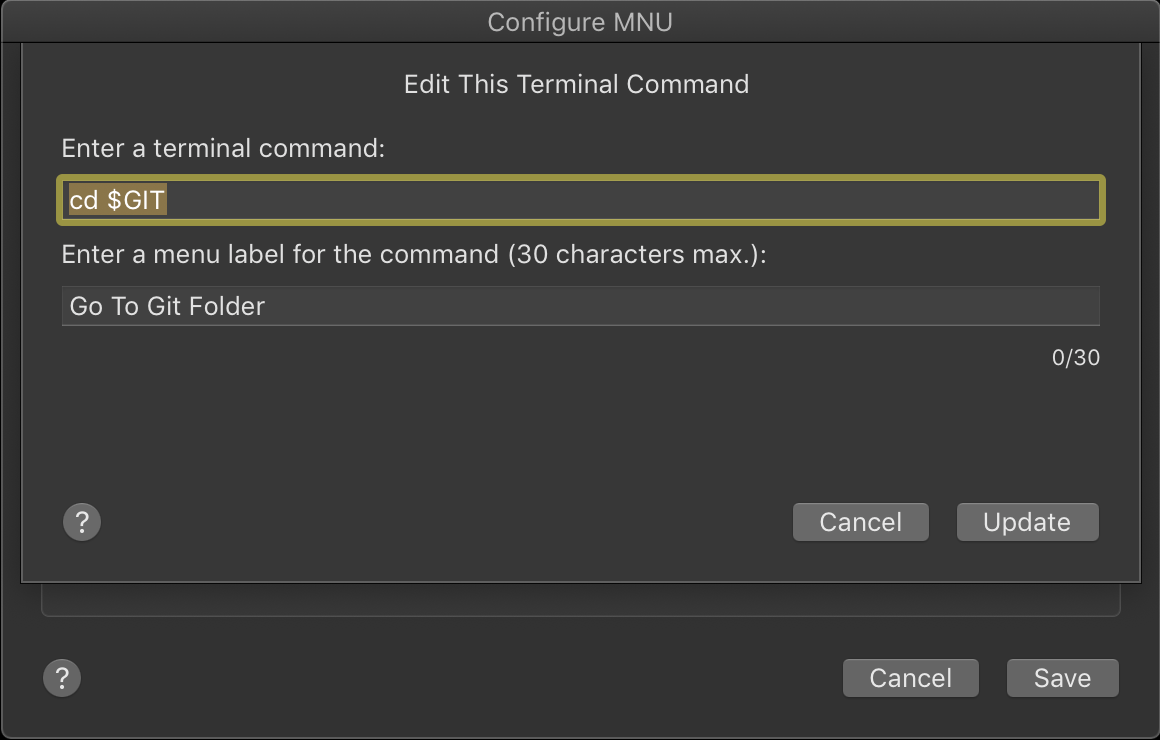 Configure MNU
Edit This Terminal Command
Enter a terminal command:
cd $GIT
Enter a menu label for the command (30 characters max.):
Go To Git Folder
0/30
? Cancel Update
? Cancel Save